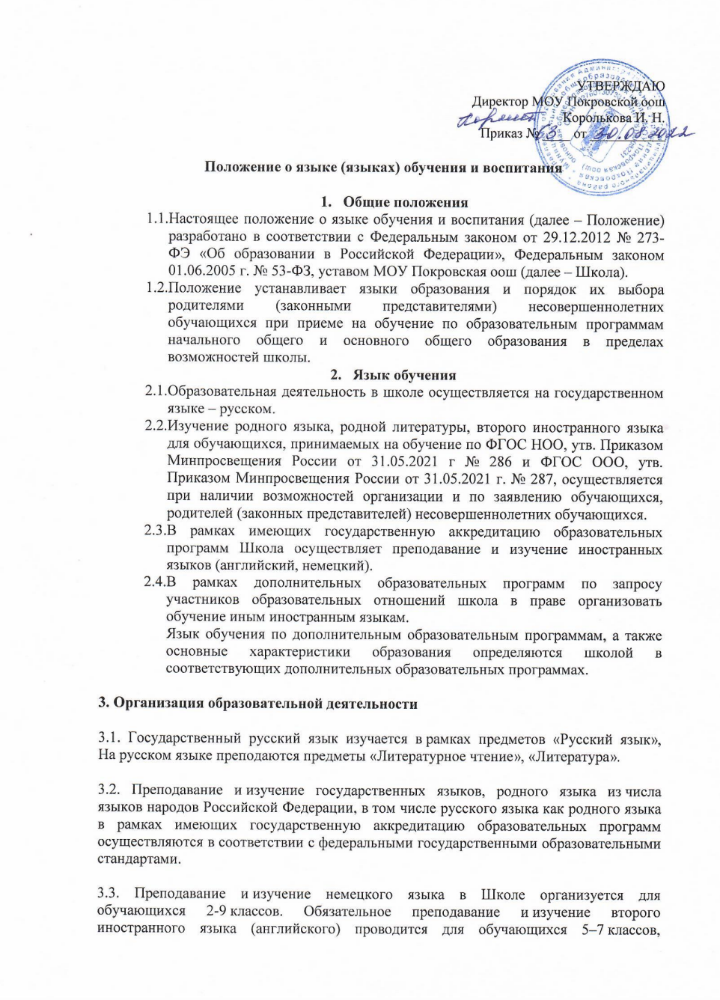 УТВЕРЖДАЮ
Директор МОУ Покровской оош
Королькова И. Н.
Приказ № 53 от 30.08.2022
Положение о языке (языках) обучения и воспитания
1. Общие положения
1.1.Настоящее положение о языке обучения и воспитания (далее – Положение)
разработано в соответствии с Федеральным законом от 29.12.2012 № 273-
ФЭ «Об образовании в Российской Федерации», Федеральным законом
01.06.2005 г. № 53-ФЗ, уставом МОУ Покровская оош (далее – Школа).
1.2.Положение устанавливает языки образования и порядок их выбора
родителями (законными представителями) несовершеннолетних
обучающихся при приеме на обучение по образовательным программам
начального общего и основного общего образования в пределах
возможностей школы.
2. Язык обучения
2.1.Образовательная деятельность в школе осуществляется на государственном
языке – русском.
2.2.Изучение родного языка, родной литературы, второго иностранного языка
для обучающихся, принимаемых на обучение по ФГОС НОО, утв. Приказом
Минпросвещения России от 31.05.2021 г № 286 и ФГОС ООО, утв.
Приказом Минпросвещения России от 31.05.2021 г. № 287, осуществляется
при наличии возможностей организации и по заявлению обучающихся,
родителей (законных представителей) несовершеннолетних обучающихся.
2.3.В рамках имеющих государственную аккредитацию образовательных
программ Школа осуществляет преподавание и изучение иностранных
языков (английский, немецкий).
2.4.В рамках дополнительных образовательных программ по запросу
участников образовательных отношений школа в праве организовать
обучение иным иностранным языкам.
Язык обучения по дополнительным образовательным программам, а также
основные характеристики образования определяются школой в
соответствующих дополнительных образовательных программах.
3. Организация образовательной деятельности
3.1. Государственный русский язык изучается в рамках предметов «Русский язык»,
На русском языке преподаются предметы «Литературное чтение», «Литература».
3.2. Преподавание и изучение государственных языков, родного языка из числа
языков народов Российской Федерации, в том числе русского языка как родного языка
в рамках имеющих государственную аккредитацию образовательных программ
осуществляются в соответствии с федеральными государственными образовательными
стандартами.
3.3. Преподавание и изучение немецкого языка в Школе организуется для
обучающихся 2-9 классов. Обязательное преподавание и изучение второго
иностранного языка (английского) проводится для обучающихся 5–7 классов,